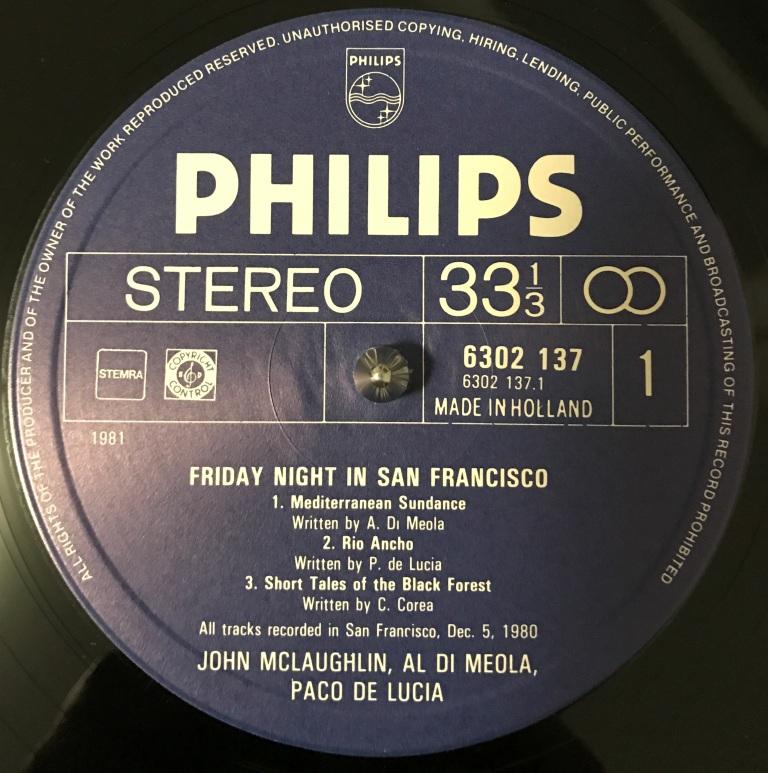 ALL RIGHTS OF THE PRODUCER AND OF THE OWNER OF THE WORK REPRODUCED RESERVED. UNAUTHORISED COPYING, HIRING, LENDING, PUBLIC PERFORMANCE AND BROADCASTING OF THIS RECORD PROHIBITED
PHILIPS
PHILIPS
STEREO 33 1/3
STEMRA COPYRIGHT CONTROL 6302 137 1
6302 137.1
MADE IN HOLLAND
1981
FRIDAY NIGHT IN SAN FRANCISCO
1. Mediterranean Sundance
Written by A. Di Meola
2. Rio Ancho
Written by P. de Lucia
3. Short Tales of the Black Forest
Written by C. Corea
All tracks recorded in San Franrisco, Dec. 5, 1980
JOHN MCLAUGHLIN, AL DI MEOLA,
PACO DE LUCIA